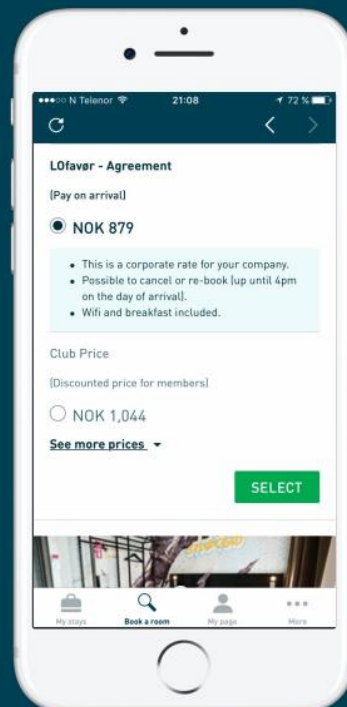 N Telenor 21:08 72 %
LOfavør - Agreement
(Pay on arrival)
NOK 879
• This is a corporate rate for your company.
• Possible to cancel or re-book (up until 4pm
on the day of arrival).
• Wifi and breakfast included.
Club Price
(Discounted price for members)
NOK 1,044
See more prices
SELECT
My stays Book a room My page More